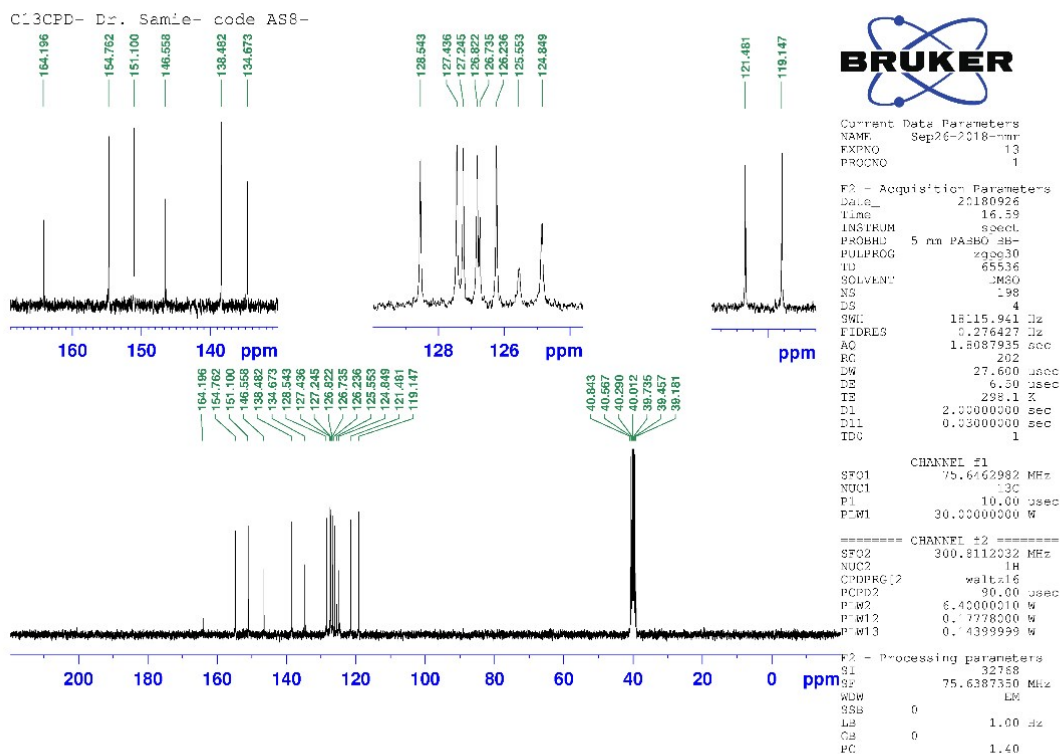 C13CPD- Dr. Samie- code AS8-
164.196
154.762
151.100
146.558
138.482
134.673
128.543
127.436
127.245
126.822
126.735
126.236
125.553
124.849
121.481
119.147
160 150 140 ppm
128 126 ppm
ppm
164.196
154.762
151.100
146.558
138.482
134.673
128.543
127.436
127.245
126.822
126.735
126.236
125.553
124.849
121.481
119.147
40.843
40.567
40.290
40.012
39.735
39.457
39.181
200 180 160 140 120 100 80 60 40 20 0 ppm
BRUKER
Current Data Parameters
NAME Sep26-2018-nmr
EXPNO 13
PROCNO 1
F2 - Acquisition Parameters
Date_ 20180926
Time 16.59
INSTRUM spect
PROBHD 5 mm PABBO BB-
PULPROG zgpg30
TD 65536
SOLVENT DMSO
NS 198
DS 4
SWH 18115.941 Hz
FIDRES 0.276427 Hz
AQ 1.8087935 sec
RG 202
DW 27.600 usec
DE 6.50 usec
TE 298.1 K
D1 2.00000000 sec
D11 0.03000000 sec
TD0 1
CHANNEL f1
SFO1 75.6462982 MHz
NUC1 13C
P1 10.00 usec
PLW1 30.00000000 W
======== CHANNEL f2 ========
SFO2 300.8112032 MHz
NUC2 1H
CPDPRG[2 waltz16
PCPD2 90.00 usec
PLW2 6.40000010 W
PLW12 0.17778000 W
PLW13 0.14399999 W
F2 - Processing parameters
SI 32768
SF 75.6387350 MHz
WDW EM
SSB 0
LB 1.00 Hz
GB 0
PC 1.40